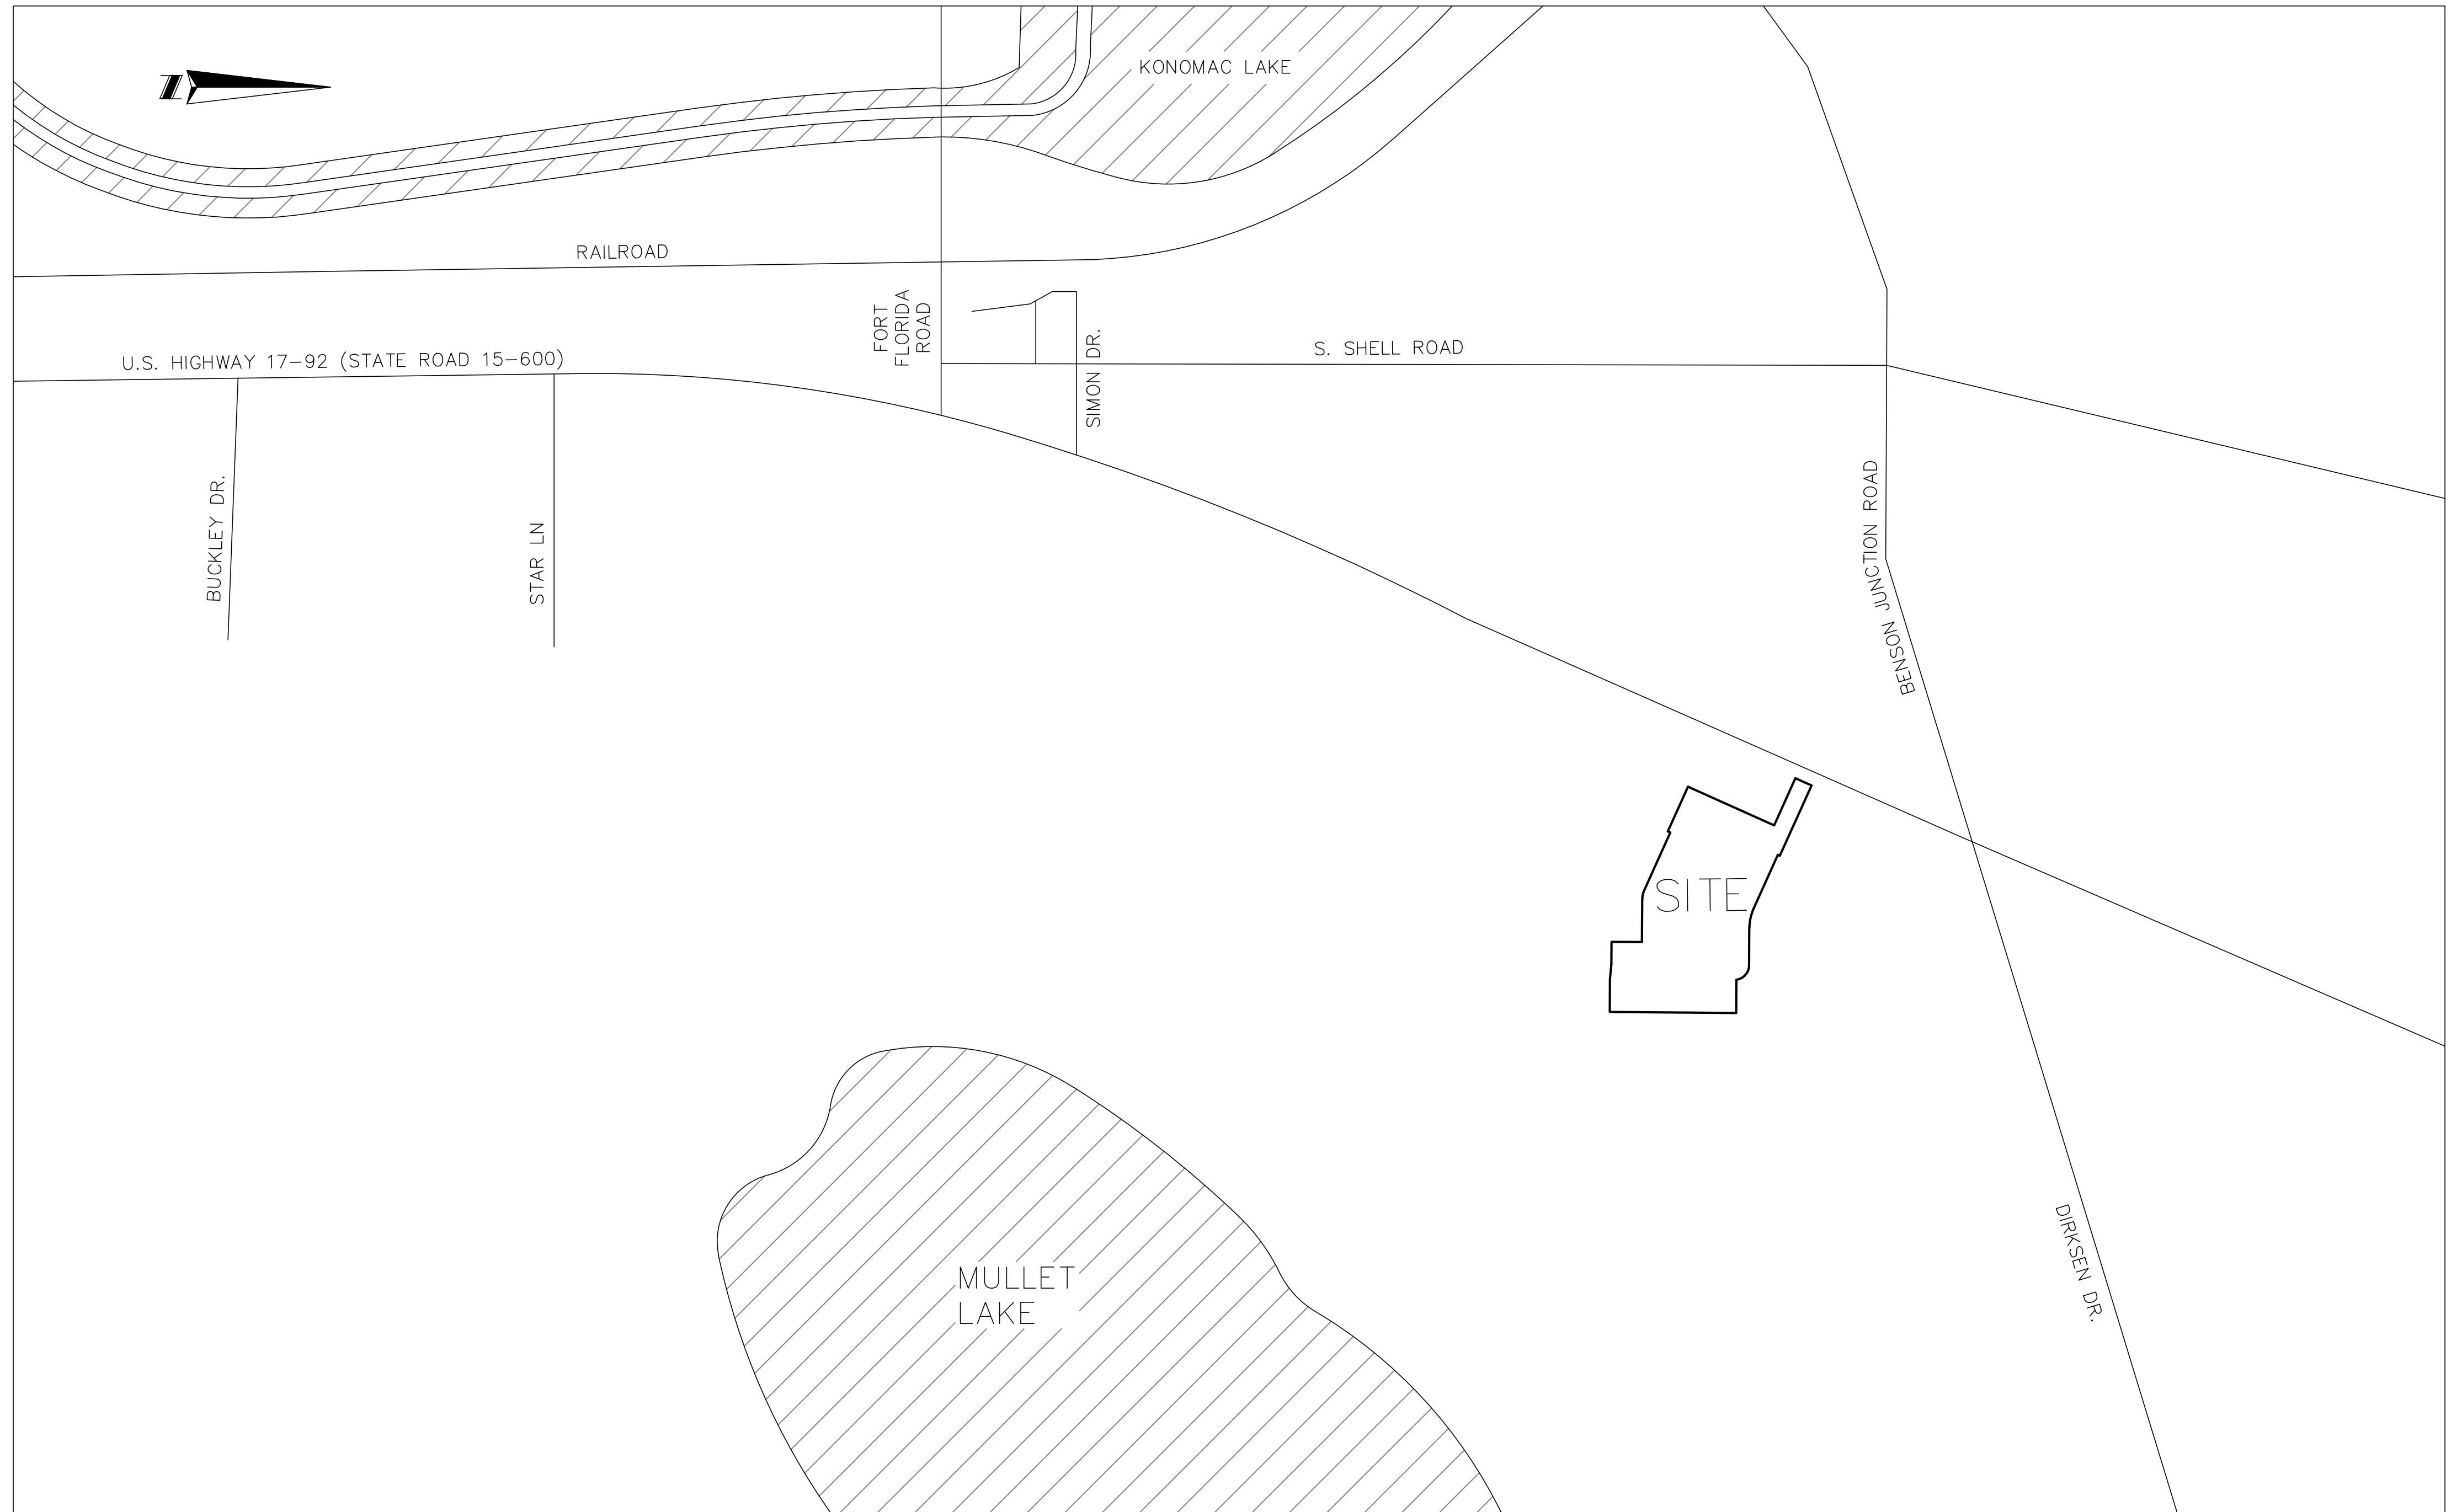 KONOMAC LAKE
N
RAILROAD
FORT
FLORIDA
ROAD
SIMON DR.
S. SHELL ROAD
U.S. HIGHWAY 17-92 (STATE ROAD 15-600)
BUCKLEY DR.
STAR LN
BENSON JUNCTION ROAD
SITE
DIRKSEN DR.
MULLET
LAKE